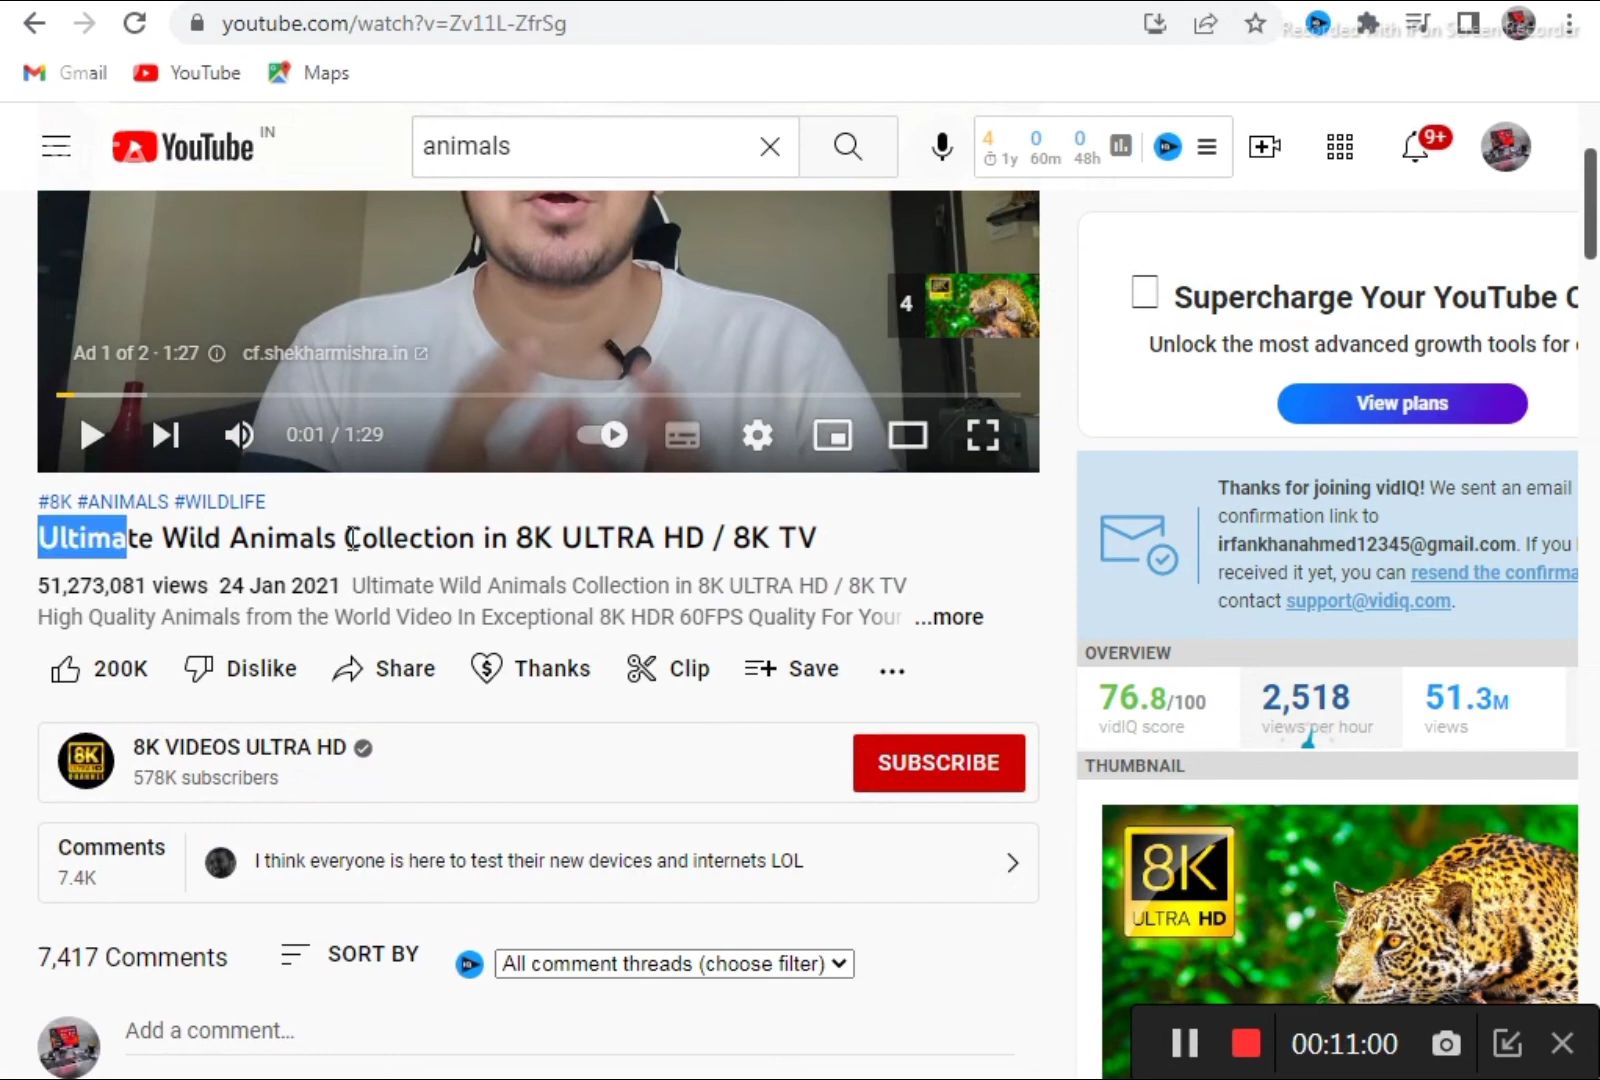 youtube.com/watch?v=Zv11L-ZfrSg
Recorded with iFun Screen Recorder
Gmail YouTube Maps
YouTube IN
animals
4 0 0
1y 60m 48h
9+
4
Ad 1 of 2 · 1:27 cf.shekharmishra.in
0:01 / 1:29
Supercharge Your YouTube C
Unlock the most advanced growth tools for
View plans
#8K #ANIMALS #WILDLIFE
Ultimate Wild Animals Collection in 8K ULTRA HD / 8K TV
51,273,081 views 24 Jan 2021 Ultimate Wild Animals Collection in 8K ULTRA HD / 8K TV
High Quality Animals from the World Video In Exceptional 8K HDR 60FPS Quality For Your ...more
200K Dislike Share Thanks Clip Save ...
Thanks for joining vidIQ! We sent an email
confirmation link to
irfankhanahmed12345@gmail.com. If you
received it yet, you can resend the confirma
contact support@vidiq.com.
OVERVIEW
76.8/100 2,518 51.3M
vidIQ score views per hour views
THUMBNAIL
8K VIDEOS ULTRA HD
578K subscribers
SUBSCRIBE
Comments
7.4K
I think everyone is here to test their new devices and internets LOL
7,417 Comments SORT BY All comment threads (choose filter)
Add a comment...
8K
ULTRA HD
00:11:00